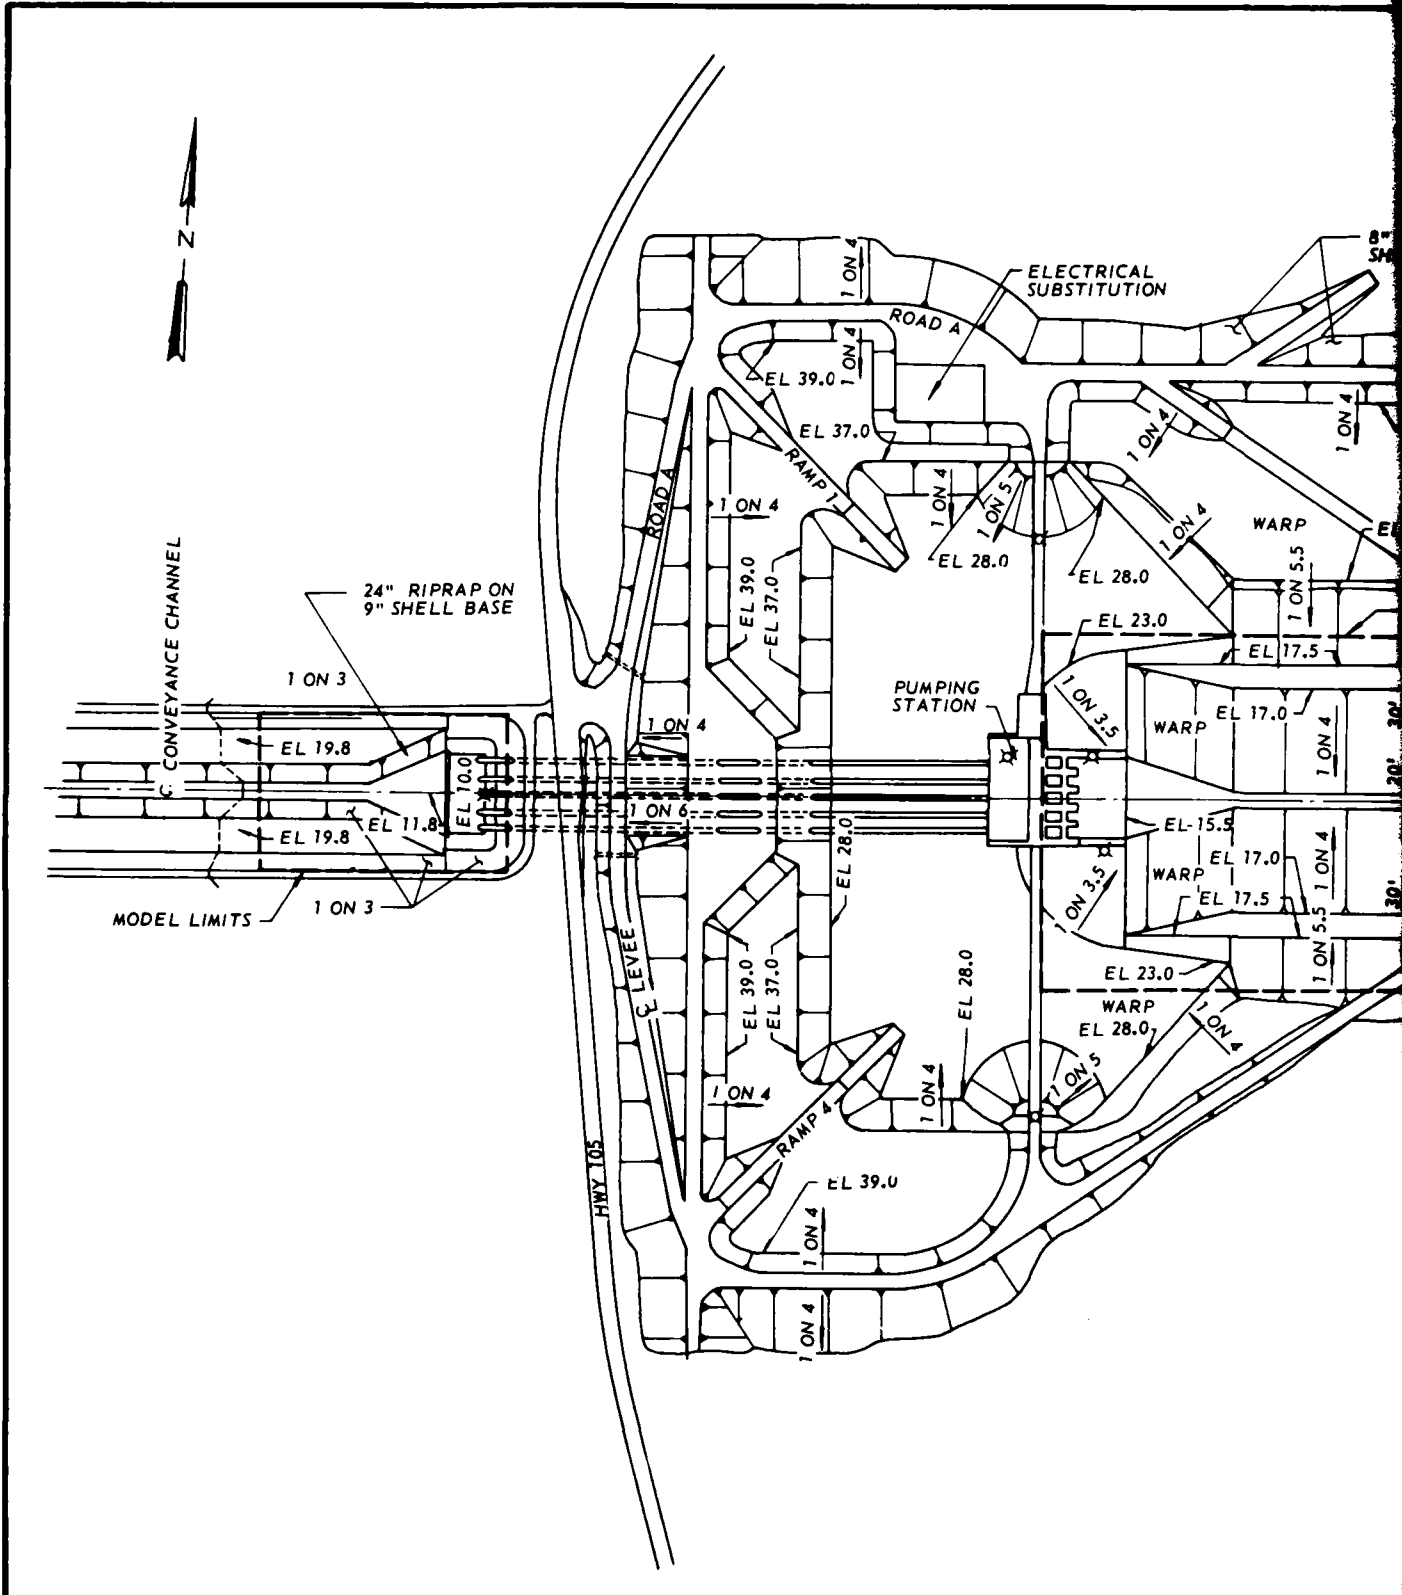 N
8"
SH
ELECTRICAL
SUBSTITUTION
1 ON 4
ROAD A
1 ON 4
EL 39.0
EL 37.0
1 ON 4
1 ON 4
RAMP 1
ROAD A
1 ON 4
1 ON 4
1 ON 5
1 ON 4
WARP
EL 28.0
EL 28.0
1 ON 5.5
EL 39.0
EL 37.0
24" RIPRAP ON
9" SHELL BASE
℄ CONVEYANCE CHANNEL
EL 23.0
EL 17.5
1 ON 3
PUMPING
STATION
1 ON 3.5
WARP
EL 17.0
30'
1 ON 4
1 ON 4
EL 19.8
EL 10.0
20'
1 ON 6
EL 11.8
EL 19.8
EL 28.0
EL-15.5
EL 17.0
1 ON 4
WARP
EL 17.5
1 ON 3.5
30'
1 ON 3
MODEL LIMITS
℄ LEVEE
EL 39.0
EL 37.0
EL 28.0
EL 23.0
1 ON 5.5
WARP
EL 28.0
1 ON 4
1 ON 4
1 ON 4
1 ON 5
RAMP 4
HWY 105
EL 39.0
1 ON 4
1 ON 4